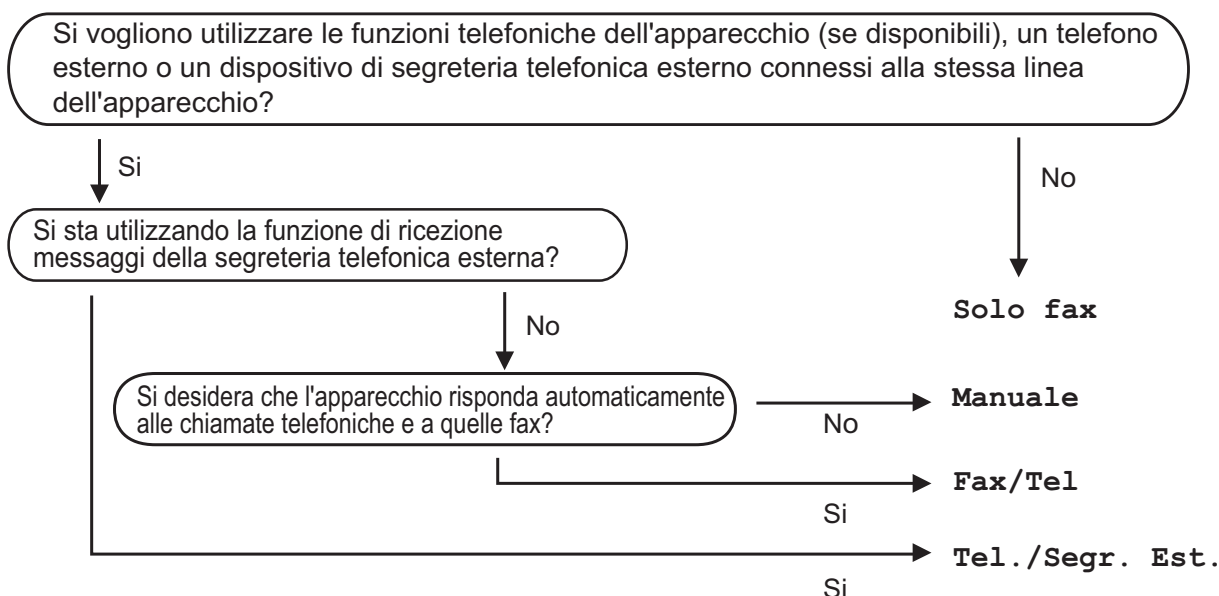 Si vogliono utilizzare le funzioni telefoniche dell'apparecchio (se disponibili), un telefono
esterno o un dispositivo di segreteria telefonica esterno connessi alla stessa linea
dell'apparecchio?
Si
No
Si sta utilizzando la funzione di ricezione
messaggi della segreteria telefonica esterna?
Solo fax
No
Si desidera che l'apparecchio risponda automaticamente
alle chiamate telefoniche e a quelle fax?
No
Manuale
Fax/Tel
Si
Tel./Segr. Est.
Si